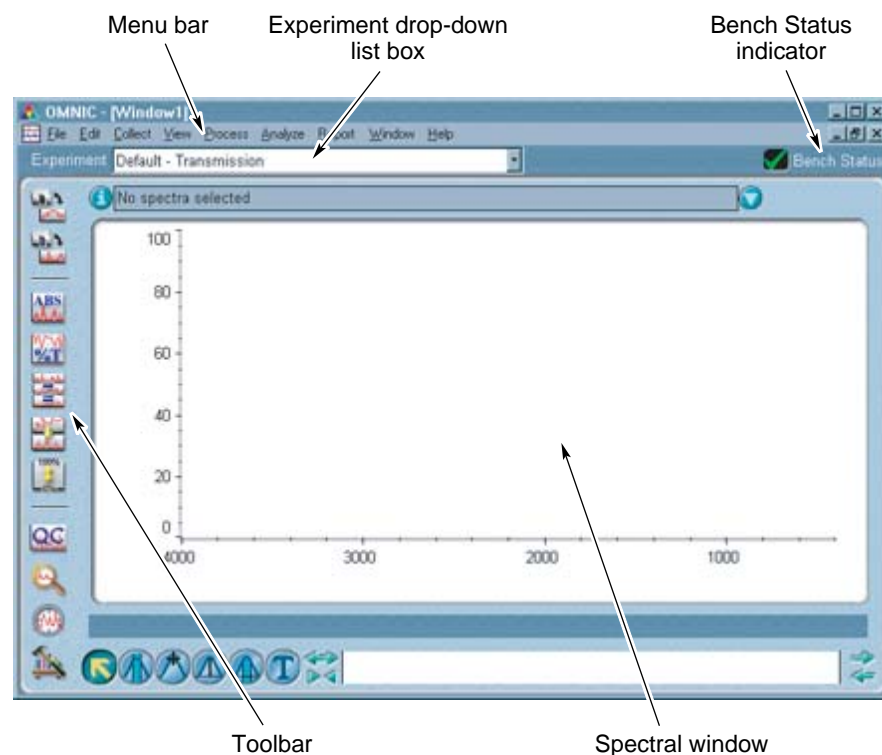 Menu bar
Experiment drop-down
list box
Bench Status
indicator
OMNIC - [Window1]
File Edit Collect View Process Analyze Report Window Help
Experiment Default - Transmission Bench Status
No spectra selected
100
80
60
40
20
0
4000 3000 2000 1000
ABS
%T
100%
QC
T
Toolbar
Spectral window